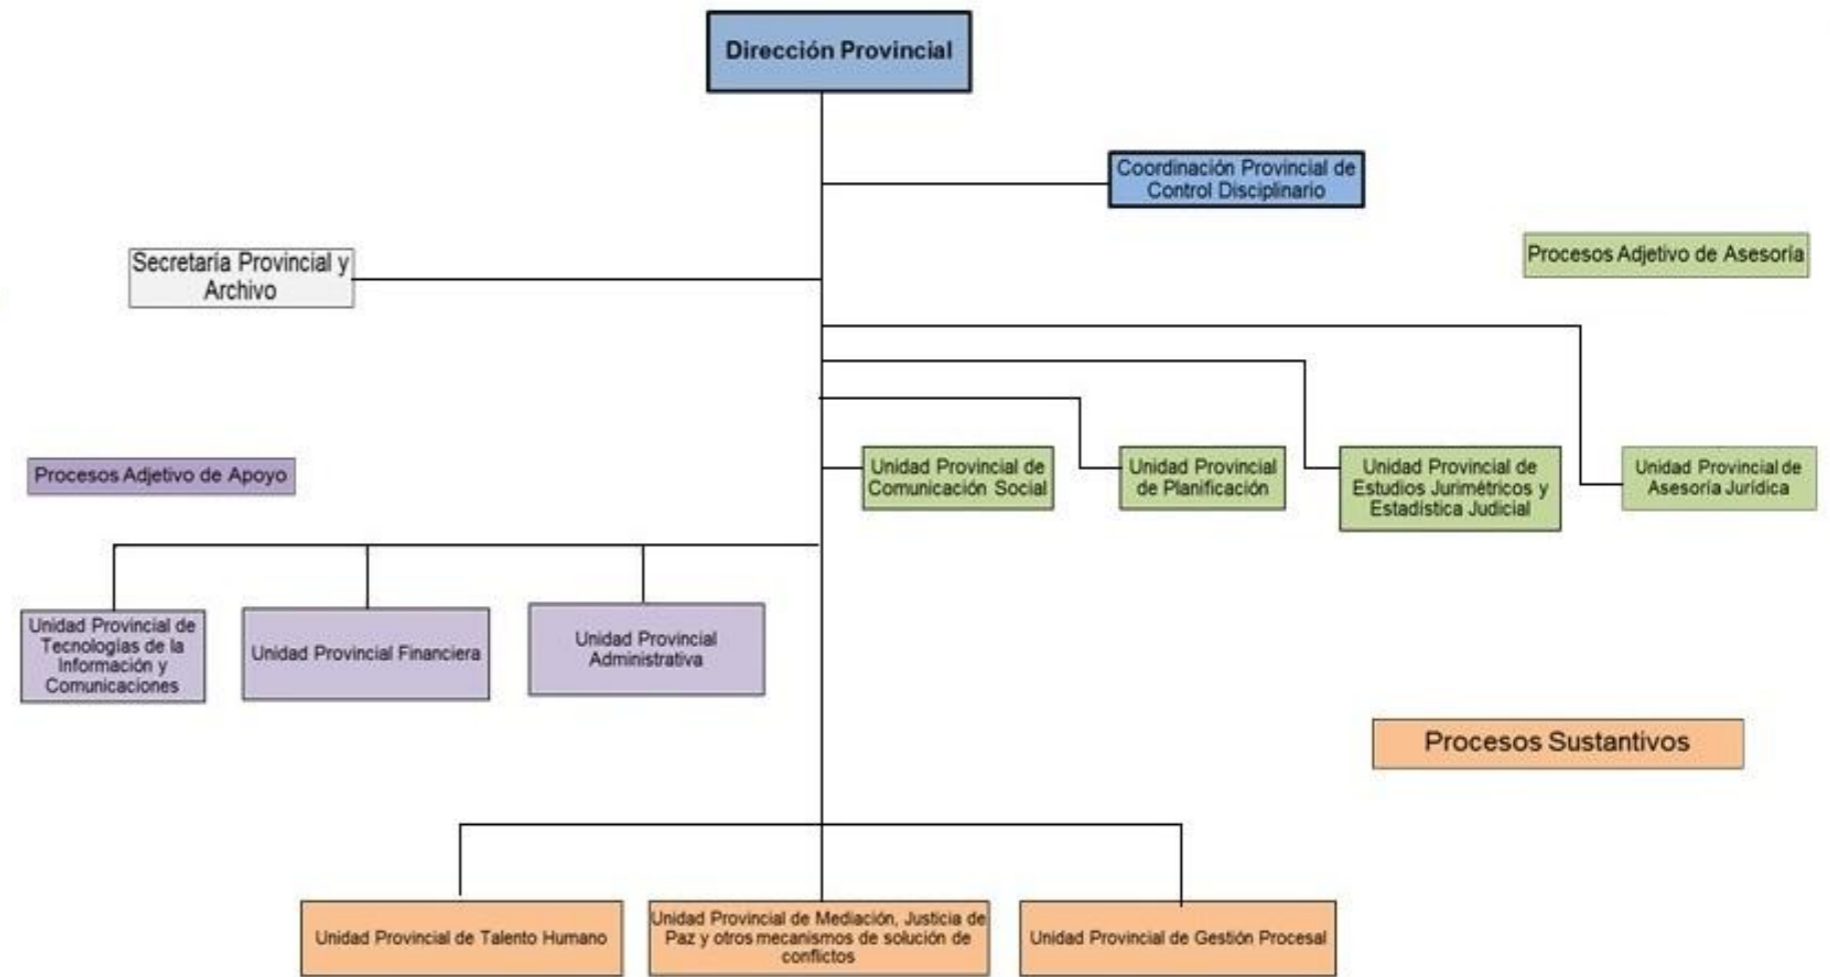 Dirección Provincial
Coordinación Provincial de
Control Disciplinario
Procesos Adjetivo de Asesoría
Secretaría Provincial y
Archivo
Procesos Adjetivo de Apoyo
Unidad Provincial de
Comunicación Social
Unidad Provincial
de Planificación
Unidad Provincial de
Estudios Jurimétricos y
Estadística Judicial
Unidad Provincial de
Asesoría Jurídica
Unidad Provincial de
Tecnologías de la
Información y
Comunicaciones
Unidad Provincial Financiera
Unidad Provincial
Administrativa
Procesos Sustantivos
Unidad Provincial de Talento Humano
Unidad Provincial de Mediación, Justicia de
Paz y otros mecanismos de solución de
conflictos
Unidad Provincial de Gestión Procesal